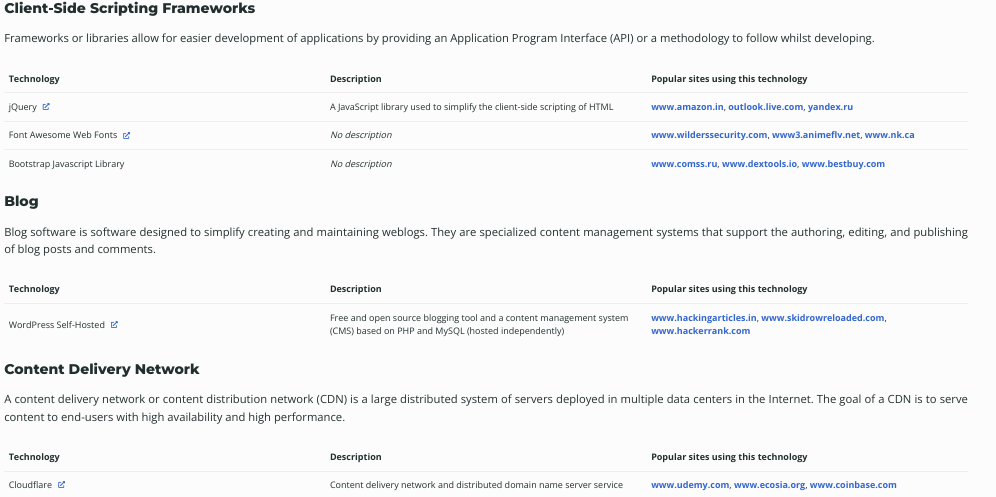 Client-Side Scripting Frameworks
Frameworks or libraries allow for easier development of applications by providing an Application Program Interface (API) or a methodology to follow whilst developing.
Technology Description Popular sites using this technology
jQuery A JavaScript library used to simplify the client-side scripting of HTML www.amazon.in, outlook.live.com, yandex.ru
Font Awesome Web Fonts No description www.wilderssecurity.com, www3.animeflv.net, www.nk.ca
Bootstrap Javascript Library No description www.comss.ru, www.dextools.io, www.bestbuy.com
Blog
Blog software is software designed to simplify creating and maintaining weblogs. They are specialized content management systems that support the authoring, editing, and publishing
of blog posts and comments.
Technology Description Popular sites using this technology
WordPress Self-Hosted Free and open source blogging tool and a content management system www.hackingarticles.in, www.skidrowreloaded.com,
(CMS) based on PHP and MySQL (hosted independently) www.hackerrank.com
Content Delivery Network
A content delivery network or content distribution network (CDN) is a large distributed system of servers deployed in multiple data centers in the Internet. The goal of a CDN is to serve
content to end-users with high availability and high performance.
Technology Description Popular sites using this technology
Cloudflare Content delivery network and distributed domain name server service www.udemy.com, www.ecosia.org, www.coinbase.com